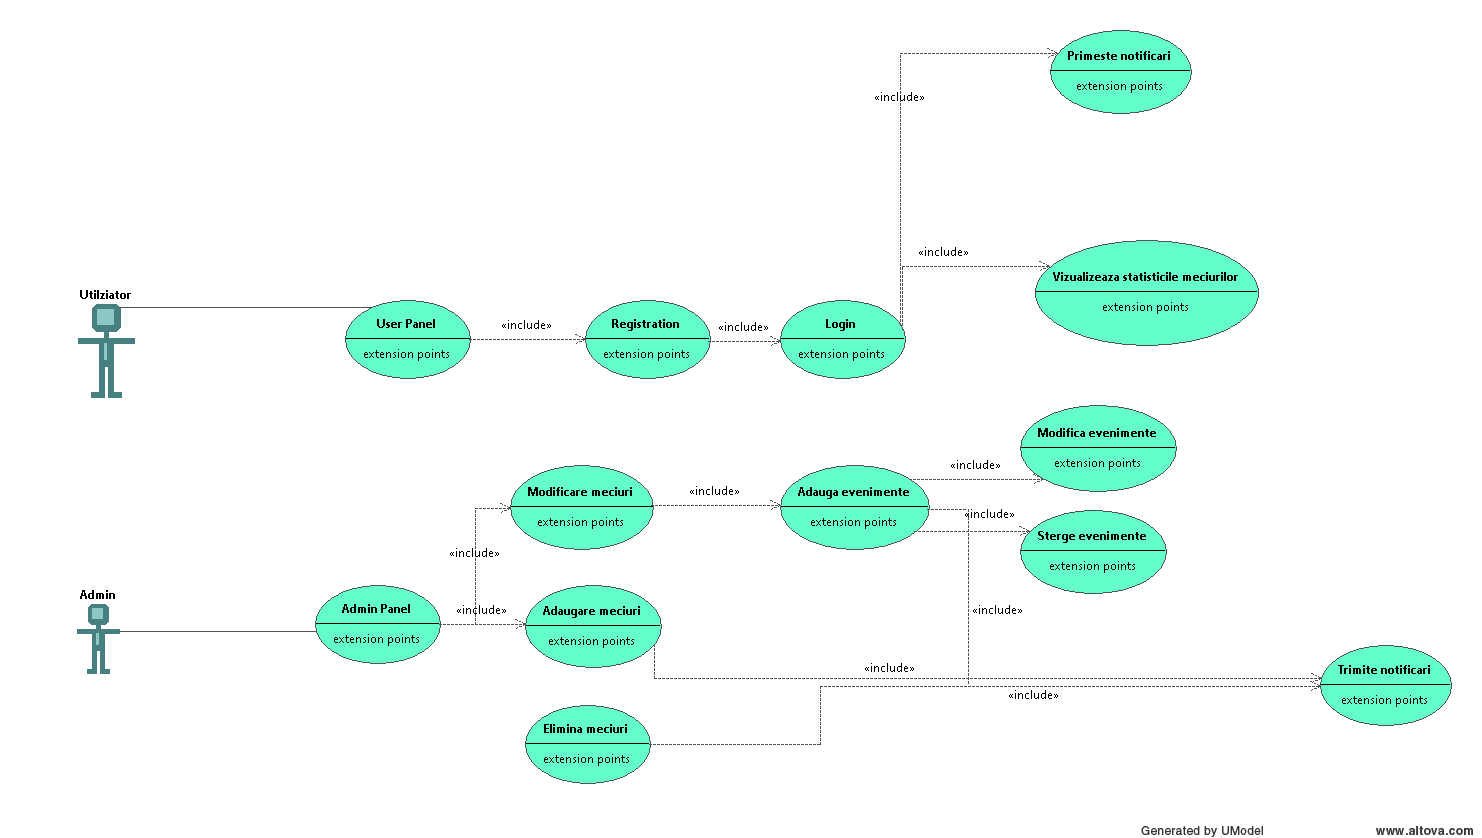 Primeste notificari
extension points
«include»
«include»
Vizualizeaza statisticile meciurilor
extension points
Utilziator
User Panel
extension points
«include»
Registration
extension points
«include»
Login
extension points
Modifica evenimente
extension points
«include»
Modificare meciuri
extension points
«include»
Adauga evenimente
extension points
«include»
Sterge evenimente
extension points
«include»
Admin
Admin Panel
extension points
«include»
Adaugare meciuri
extension points
«include»
«include»
Trimite notificari
extension points
«include»
Elimina meciuri
extension points
Generated by UModel
www.altova.com